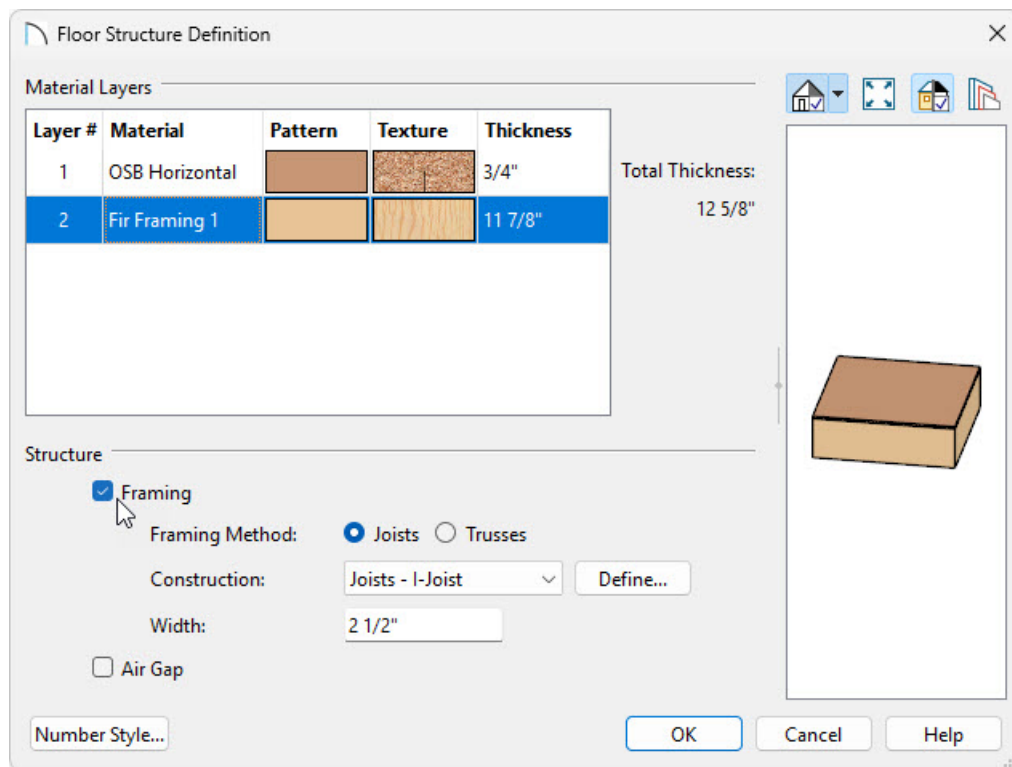 Floor Structure Definition
Material Layers
Layer # Material Pattern Texture Thickness
1 OSB Horizontal 3/4"
2 Fir Framing 1 11 7/8"
Total Thickness:
12 5/8"
Structure
Framing
Framing Method: Joists Trusses
Construction: Joists - I-Joist Define...
Width: 2 1/2"
Air Gap
Number Style... OK Cancel Help